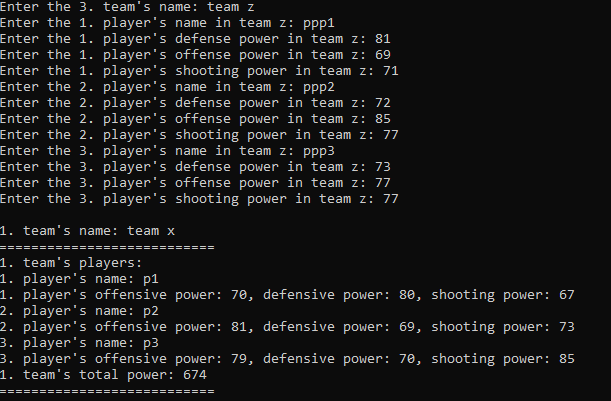 Enter the 3. team's name: team z
Enter the 1. player's name in team z: ppp1
Enter the 1. player's defense power in team z: 81
Enter the 1. player's offense power in team z: 69
Enter the 1. player's shooting power in team z: 71
Enter the 2. player's name in team z: ppp2
Enter the 2. player's defense power in team z: 72
Enter the 2. player's offense power in team z: 85
Enter the 2. player's shooting power in team z: 77
Enter the 3. player's name in team z: ppp3
Enter the 3. player's defense power in team z: 73
Enter the 3. player's offense power in team z: 77
Enter the 3. player's shooting power in team z: 77
1. team's name: team x
===========================
1. team's players:
1. player's name: p1
1. player's offensive power: 70, defensive power: 80, shooting power: 67
2. player's name: p2
2. player's offensive power: 81, defensive power: 69, shooting power: 73
3. player's name: p3
3. player's offensive power: 79, defensive power: 70, shooting power: 85
1. team's total power: 674
===========================